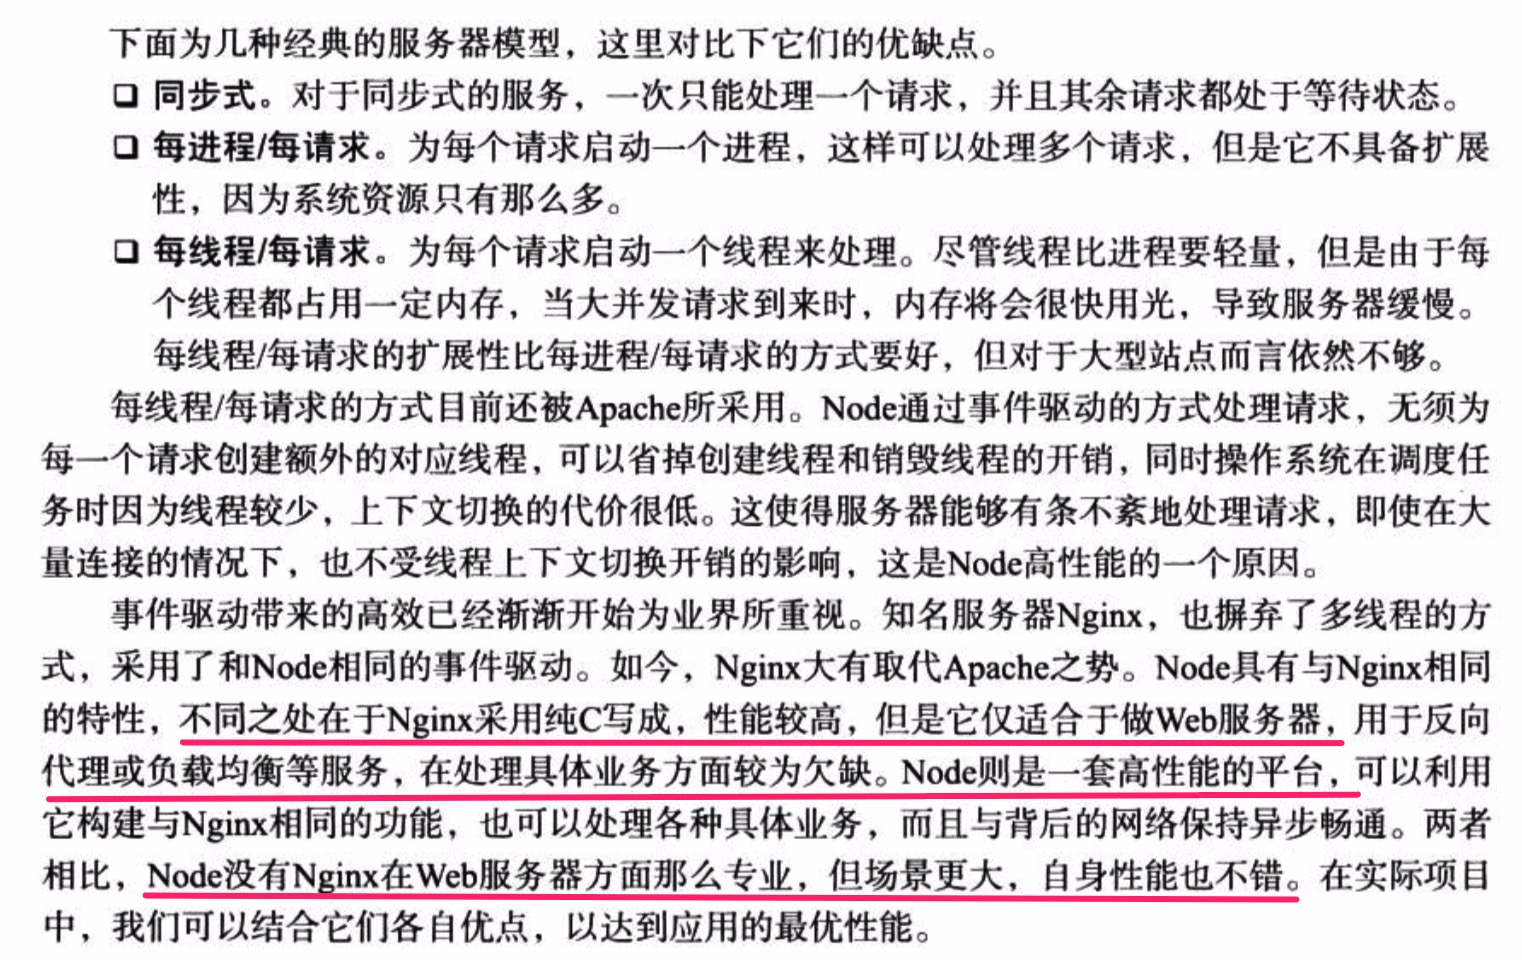 下面为几种经典的服务器模型，这里对比下它们的优缺点。
❑ 同步式。对于同步式的服务，一次只能处理一个请求，并且其余请求都处于等待状态。
❑ 每进程/每请求。为每个请求启动一个进程，这样可以处理多个请求，但是它不具备扩展
性，因为系统资源只有那么多。
❑ 每线程/每请求。为每个请求启动一个线程来处理。尽管线程比进程要轻量，但是由于每
个线程都占用一定内存，当大并发请求到来时，内存将会很快用光，导致服务器缓慢。
每线程/每请求的扩展性比每进程/每请求的方式要好，但对于大型站点而言依然不够。
每线程/每请求的方式目前还被Apache所采用。Node通过事件驱动的方式处理请求，无须为
每一个请求创建额外的对应线程，可以省掉创建线程和销毁线程的开销，同时操作系统在调度任
务时因为线程较少，上下文切换的代价很低。这使得服务器能够有条不紊地处理请求，即使在大
量连接的情况下，也不受线程上下文切换开销的影响，这是Node高性能的一个原因。
事件驱动带来的高效已经渐渐开始为业界所重视。知名服务器Nginx，也摒弃了多线程的方
式，采用了和Node相同的事件驱动。如今，Nginx大有取代Apache之势。Node具有与Nginx相同
的特性，不同之处在于Nginx采用纯C写成，性能较高，但是它仅适合于做Web服务器，用于反向
代理或负载均衡等服务，在处理具体业务方面较为欠缺。Node则是一套高性能的平台，可以利用
它构建与Nginx相同的功能，也可以处理各种具体业务，而且与背后的网络保持异步畅通。两者
相比，Node没有Nginx在Web服务器方面那么专业，但场景更大，自身性能也不错。在实际项目
中，我们可以结合它们各自优点，以达到应用的最优性能。